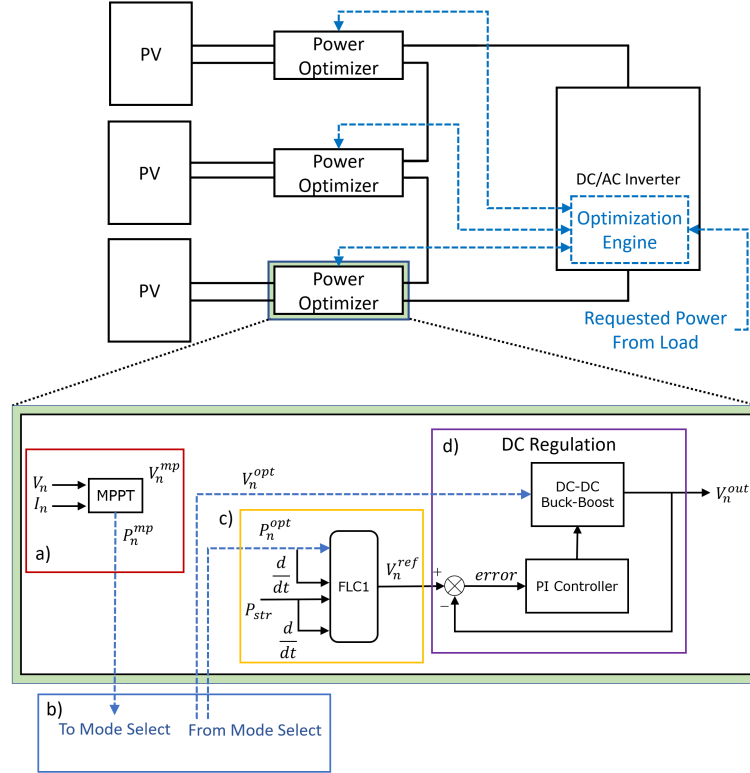 PV
Power
Optimizer
PV
Power
Optimizer
DC/AC Inverter
Optimization
Engine
PV
Power
Optimizer
Requested Power
From Load
d)
DC Regulation
V_n^{mp}
V_n
I_n
MPPT
V_n^{opt}
DC-DC
Buck-Boost
V_n^{out}
c)
P_n^{opt}
P_n^{mp}
a)
d/dt
FLC1
V_n^{ref}
+
error
PI Controller
P_{str}
−
d/dt
b)
To Mode Select
From Mode Select